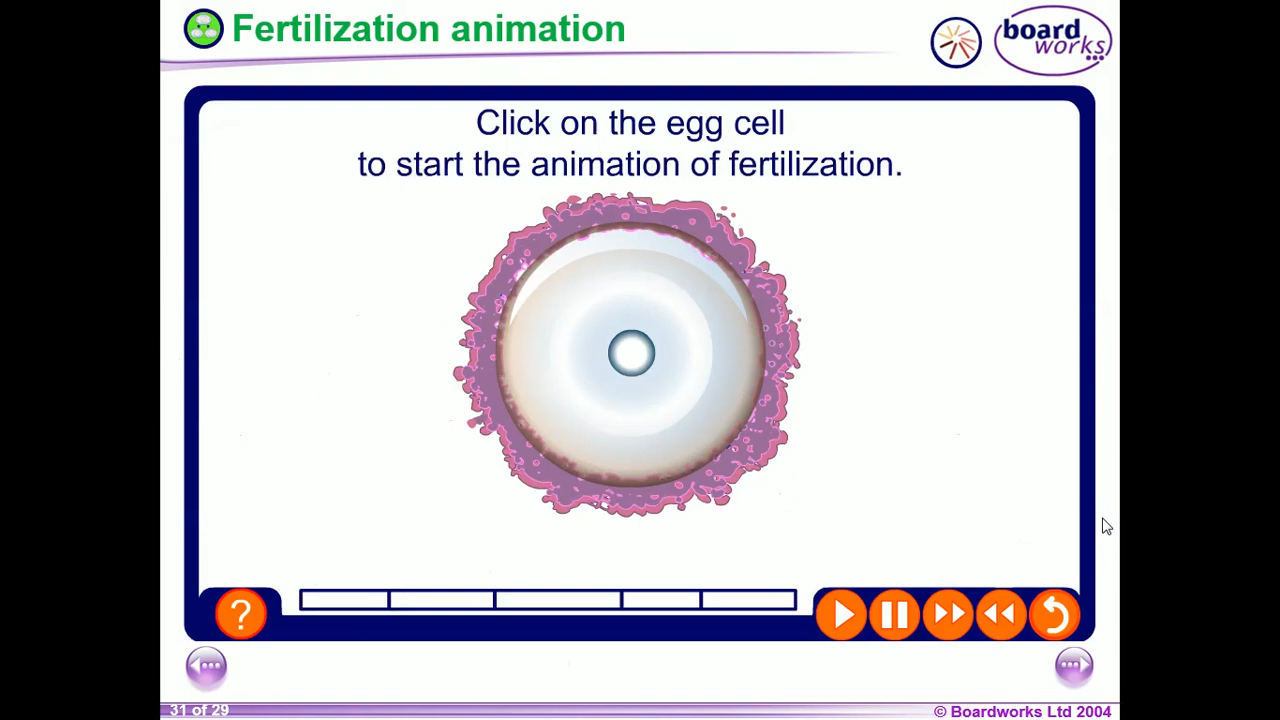 Fertilization animation
board
works
Click on the egg cell
to start the animation of fertilization.
?
31 of 29
© Boardworks Ltd 2004